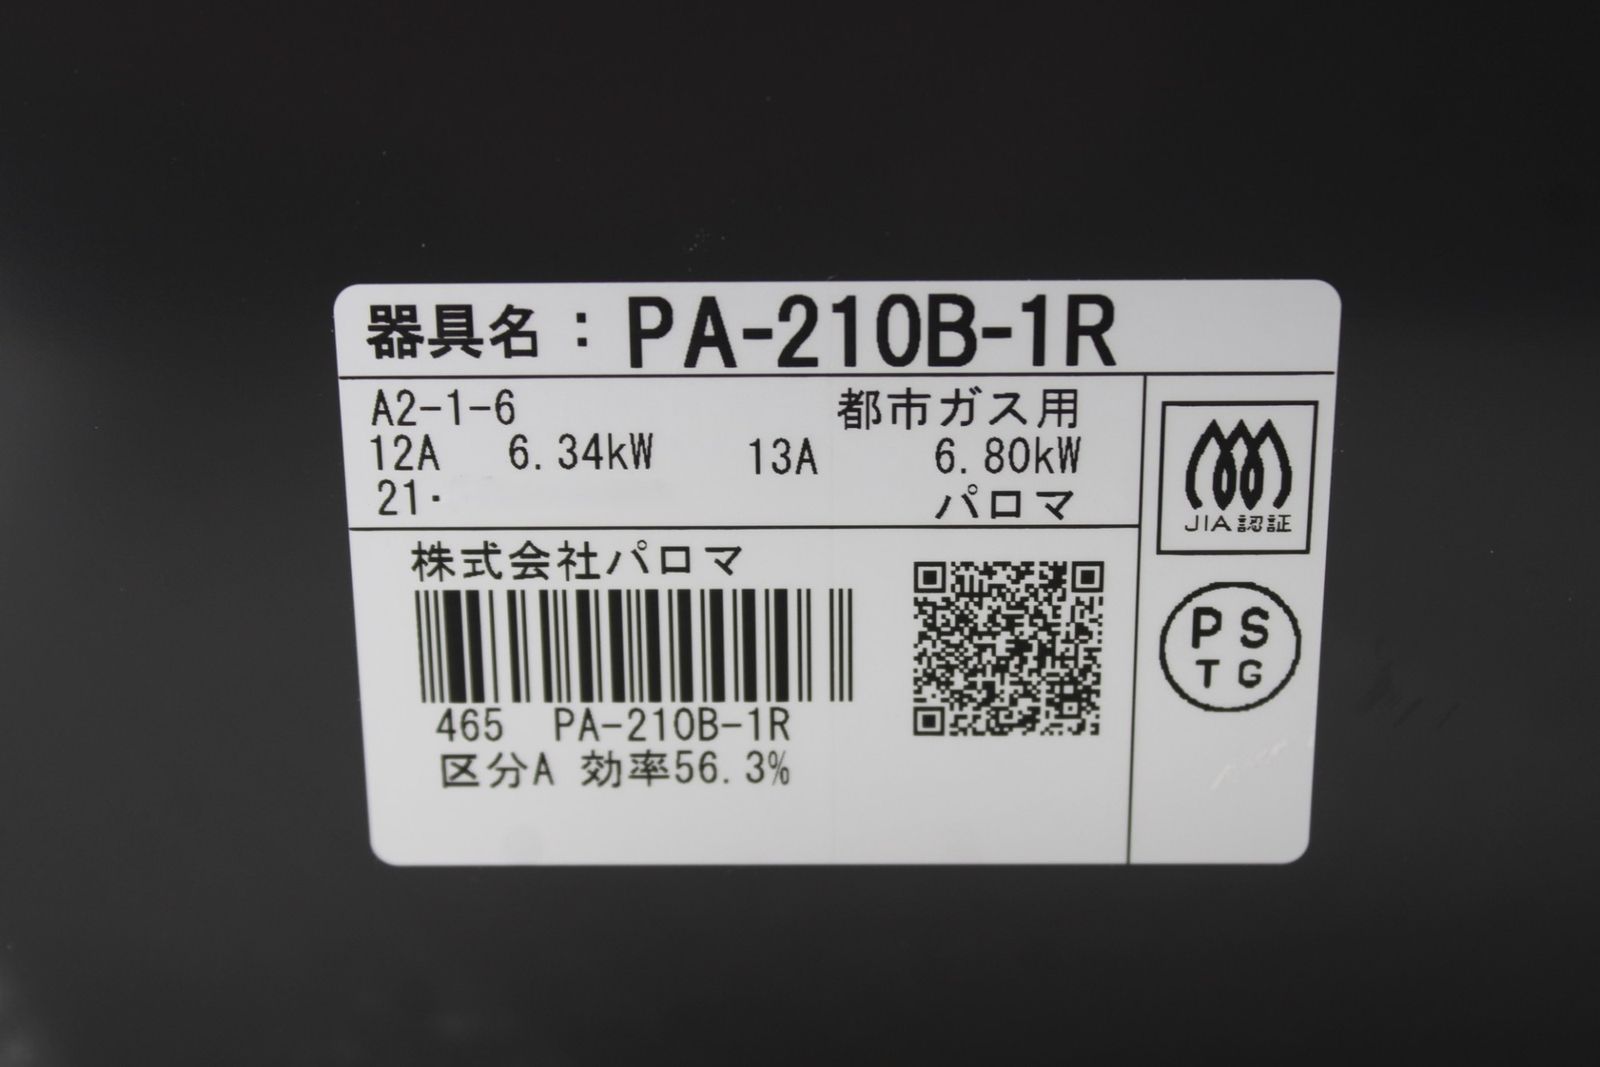 器具名：PA-210B-1R
A2-1-6 都市ガス用
12A 6.34kW 13A 6.80kW
21· パロマ
JIA認証
株式会社パロマ
465 PA-210B-1R
区分A 効率56.3%
PS
TG